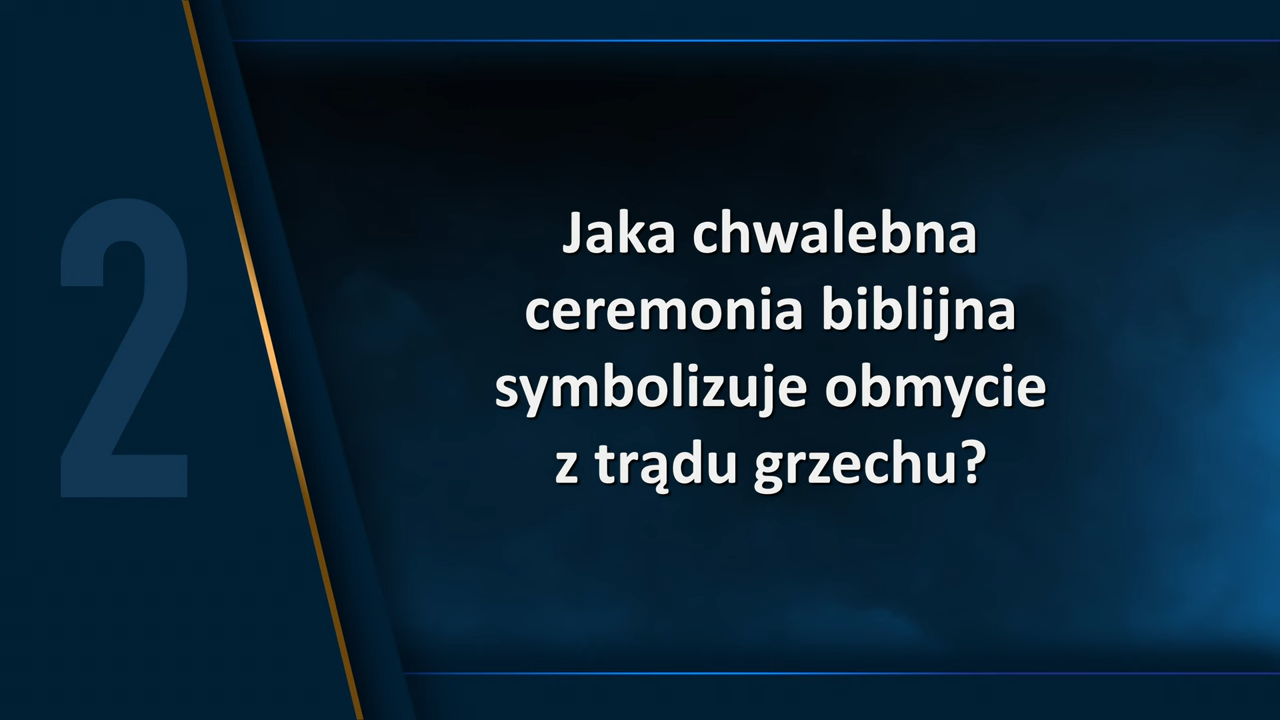 2
Jaka chwalebna
ceremonia biblijna
symbolizuje obmycie
z trądu grzechu?